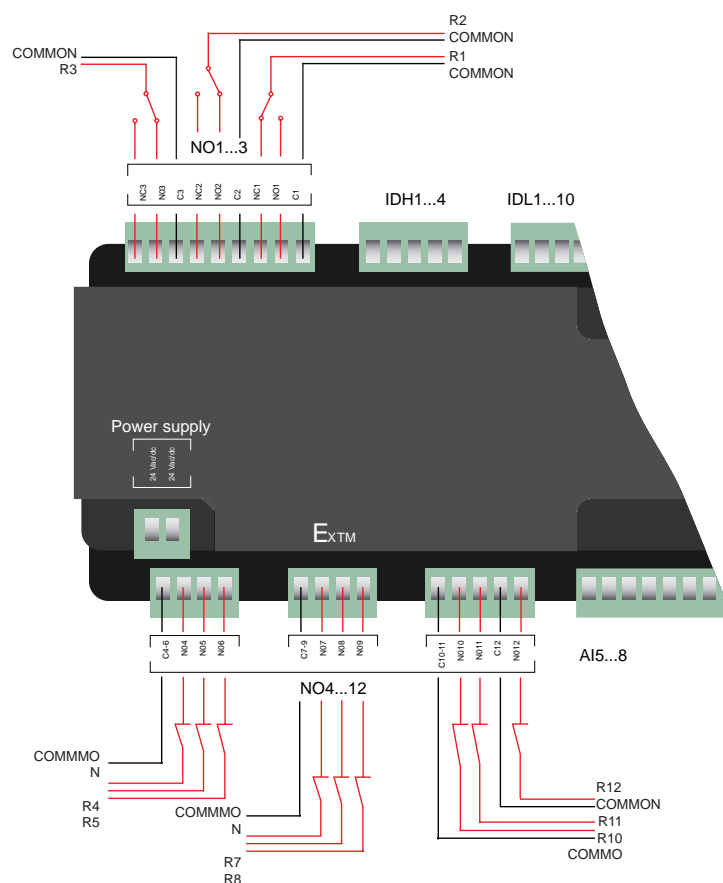 R2
COMMON
COMMON
R1
R3
COMMON
NO1...3
NC3
N03
C3
NC2
NO2
C2
NC1
NO1
C1
IDH1...4
IDL1...10
Power supply
24 Vac/dc
24 Vac/dc
EXTM
C4-6
N04
N05
N06
C7-9
N07
N08
N09
C10-11
N010
N011
C12
N012
AI5...8
NO4...12
COMMMO
N
R4
R5
COMMMO
N
R7
R8
R12
COMMON
R11
R10
COMMO